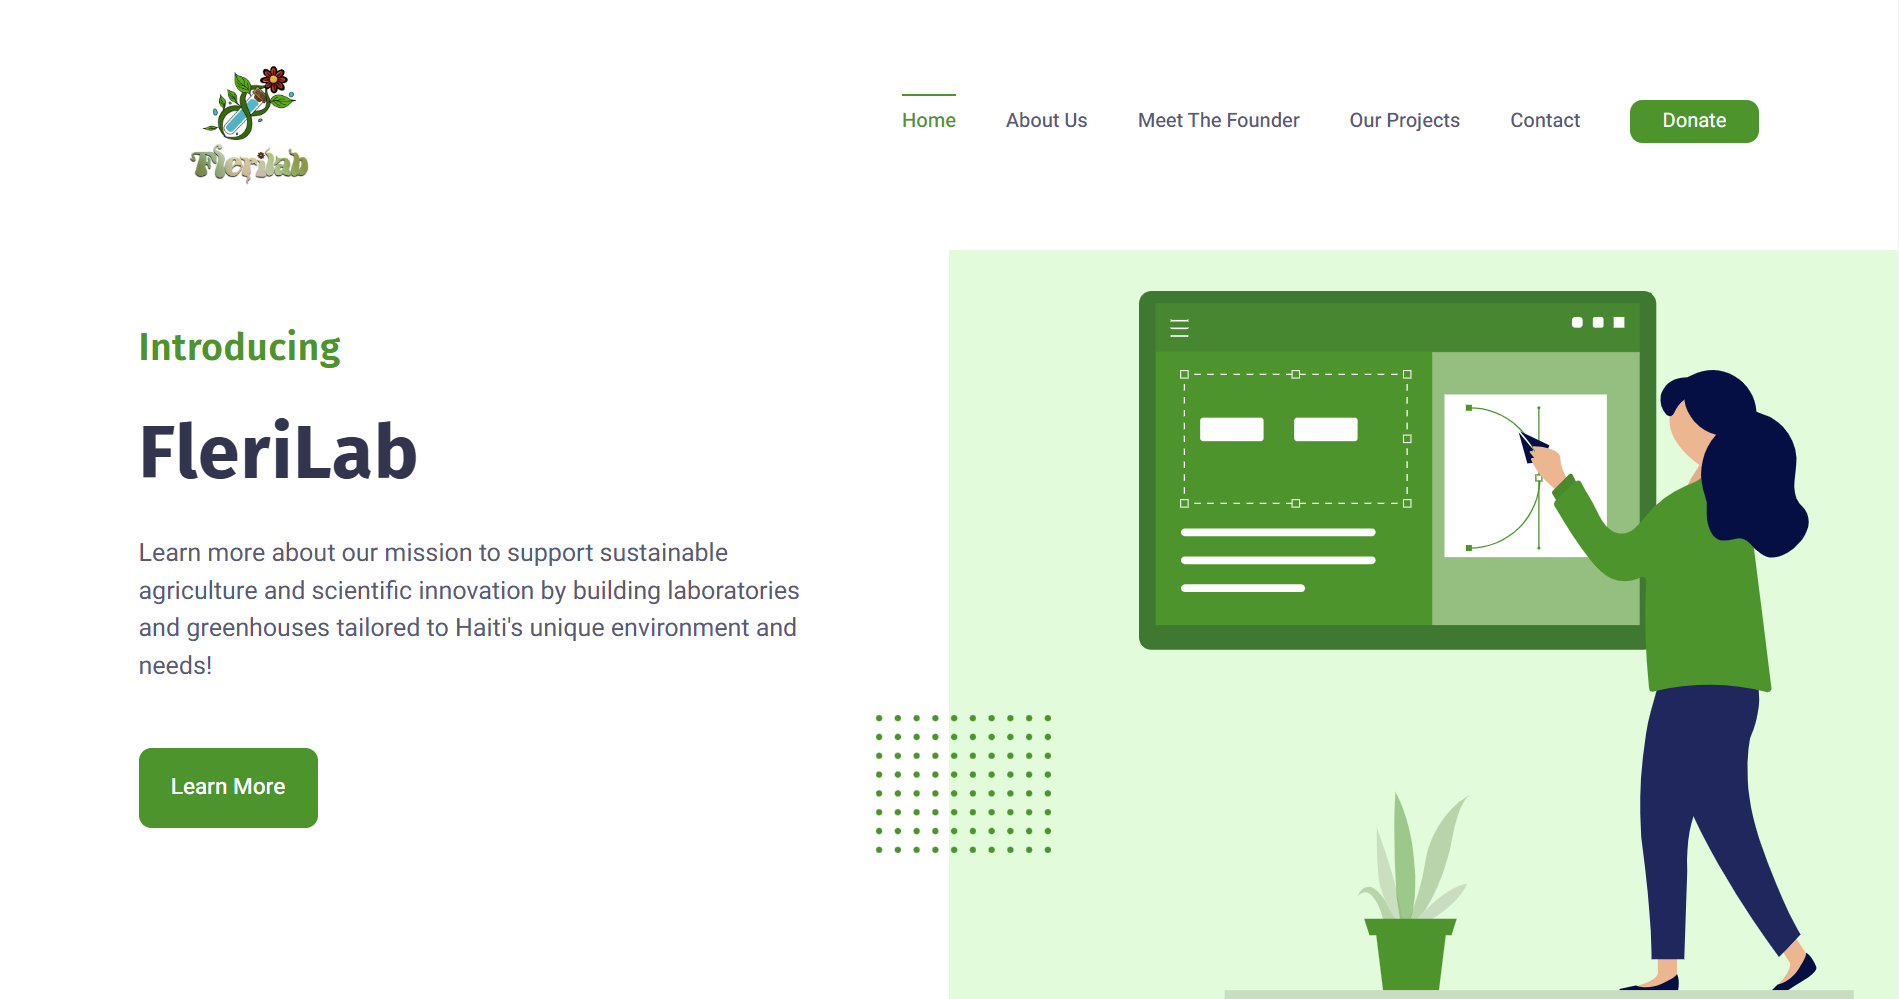 Flerilab
Home About Us Meet The Founder Our Projects Contact Donate
Introducing
FleriLab
Learn more about our mission to support sustainable
agriculture and scientific innovation by building laboratories
and greenhouses tailored to Haiti's unique environment and
needs!
Learn More